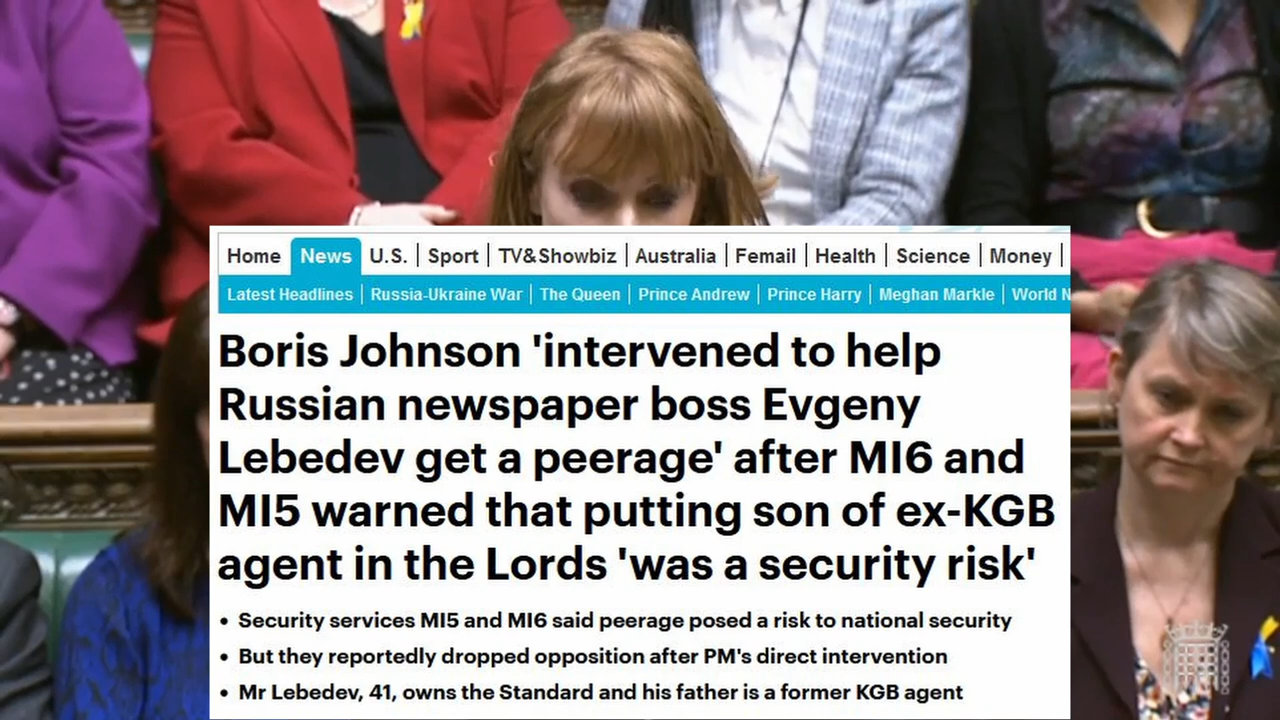 Home News U.S. Sport TV&Showbiz Australia Femail Health Science Money
Latest Headlines Russia-Ukraine War The Queen Prince Andrew Prince Harry Meghan Markle World N
Boris Johnson 'intervened to help
Russian newspaper boss Evgeny
Lebedev get a peerage' after MI6 and
MI5 warned that putting son of ex-KGB
agent in the Lords 'was a security risk'
• Security services MI5 and MI6 said peerage posed a risk to national security
• But they reportedly dropped opposition after PM's direct intervention
• Mr Lebedev, 41, owns the Standard and his father is a former KGB agent